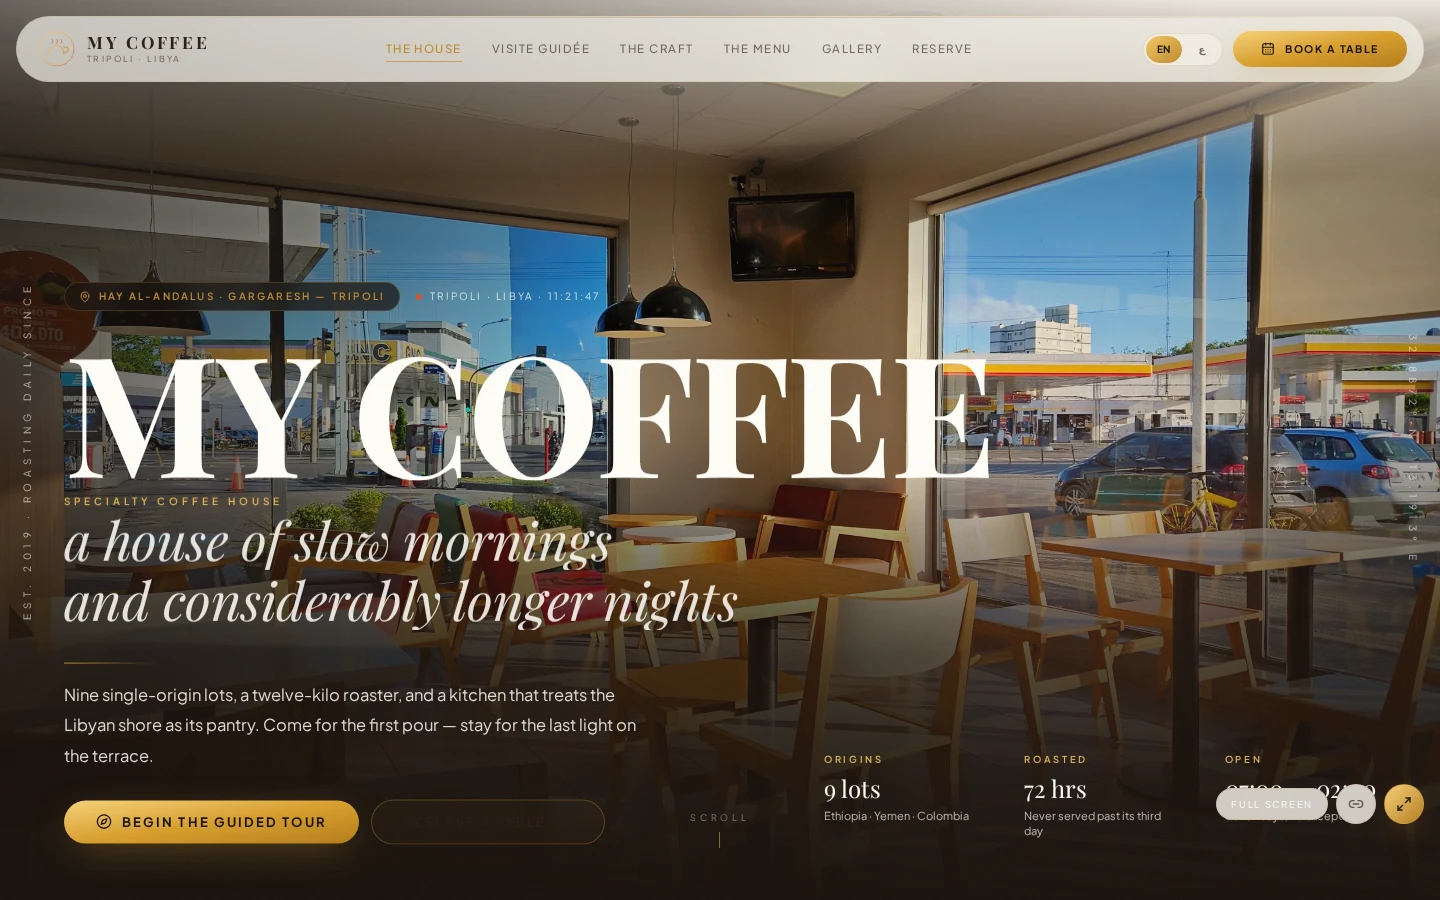 MY COFFEE
TRIPOLI · LIBYA
THE HOUSE
VISITE GUIDÉE
THE CRAFT
THE MENU
GALLERY
RESERVE
EN
ع
BOOK A TABLE
HAY AL-ANDALUS · GARGARESH — TRIPOLI
TRIPOLI · LIBYA · 11:21:47
EST. 2019 · ROASTING DAILY SINCE
MY COFFEE
SPECIALTY COFFEE HOUSE
a house of slow mornings
and considerably longer nights
Nine single-origin lots, a twelve-kilo roaster, and a kitchen that treats the
Libyan shore as its pantry. Come for the first pour — stay for the last light on
the terrace.
BEGIN THE GUIDED TOUR
SCROLL
ORIGINS
9 lots
Ethiopia · Yemen · Colombia
ROASTED
72 hrs
Never served past its third
day
OPEN
FULL SCREEN